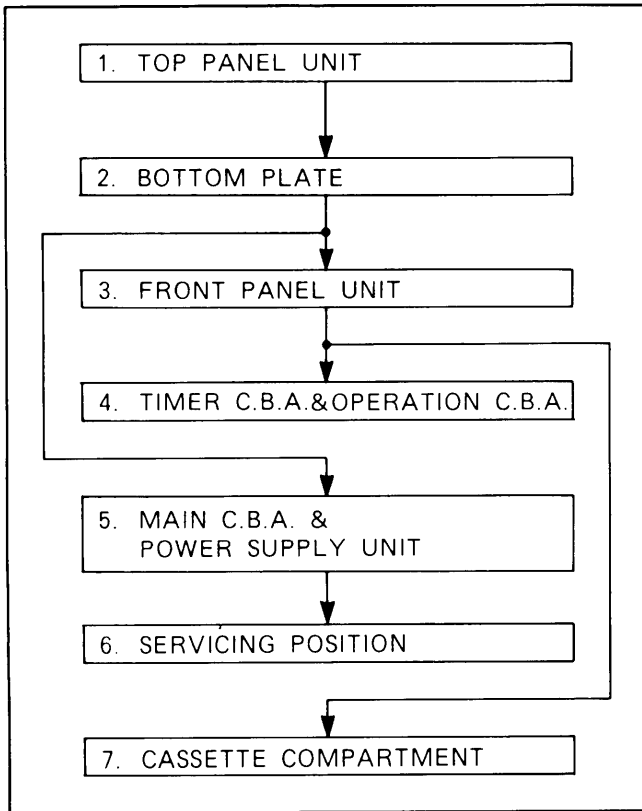 1. TOP PANEL UNIT
2. BOTTOM PLATE
3. FRONT PANEL UNIT
4. TIMER C.B.A.&OPERATION C.B.A.
5. MAIN C.B.A. &
POWER SUPPLY UNIT
6. SERVICING POSITION
7. CASSETTE COMPARTMENT